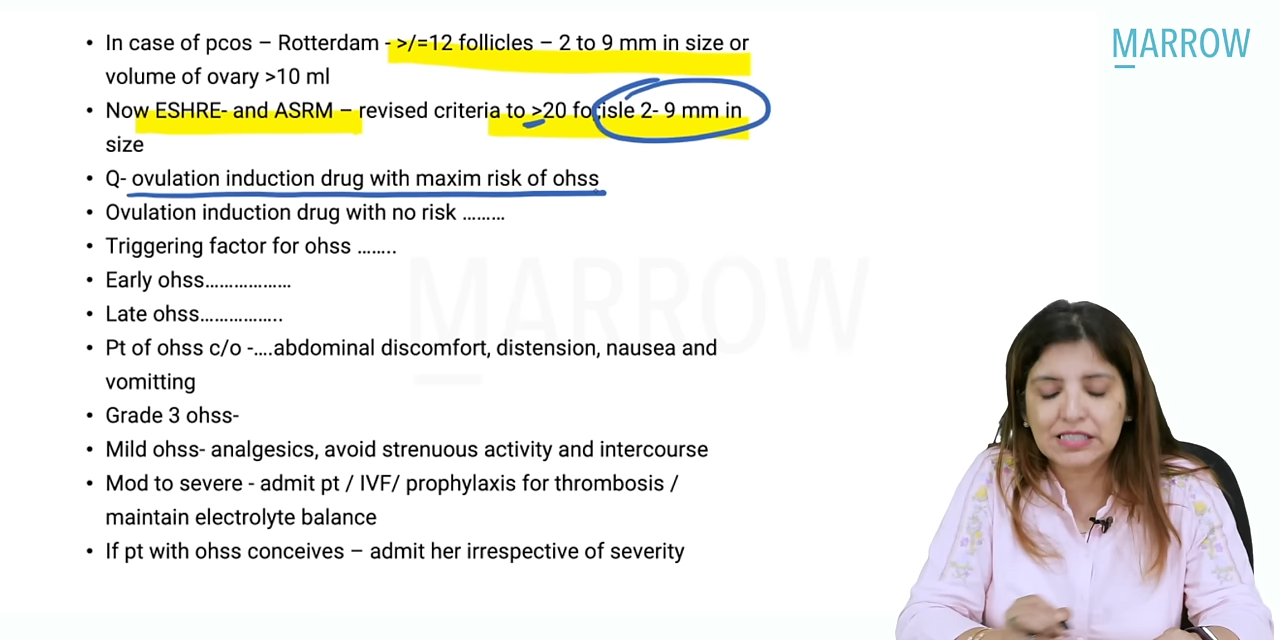 MARROW
• In case of pcos – Rotterdam - >/=12 follicles – 2 to 9 mm in size or
volume of ovary >10 ml
• Now ESHRE- and ASRM – revised criteria to >20 fo;isle 2- 9 mm in
size
• Q- ovulation induction drug with maxim risk of ohss
• Ovulation induction drug with no risk ………
• Triggering factor for ohss ……..
• Early ohss………………
• Late ohss……………..
• Pt of ohss c/o -….abdominal discomfort, distension, nausea and
vomitting
• Grade 3 ohss-
• Mild ohss- analgesics, avoid strenuous activity and intercourse
• Mod to severe - admit pt / IVF/ prophylaxis for thrombosis /
maintain electrolyte balance
• If pt with ohss conceives – admit her irrespective of severity
MARROW